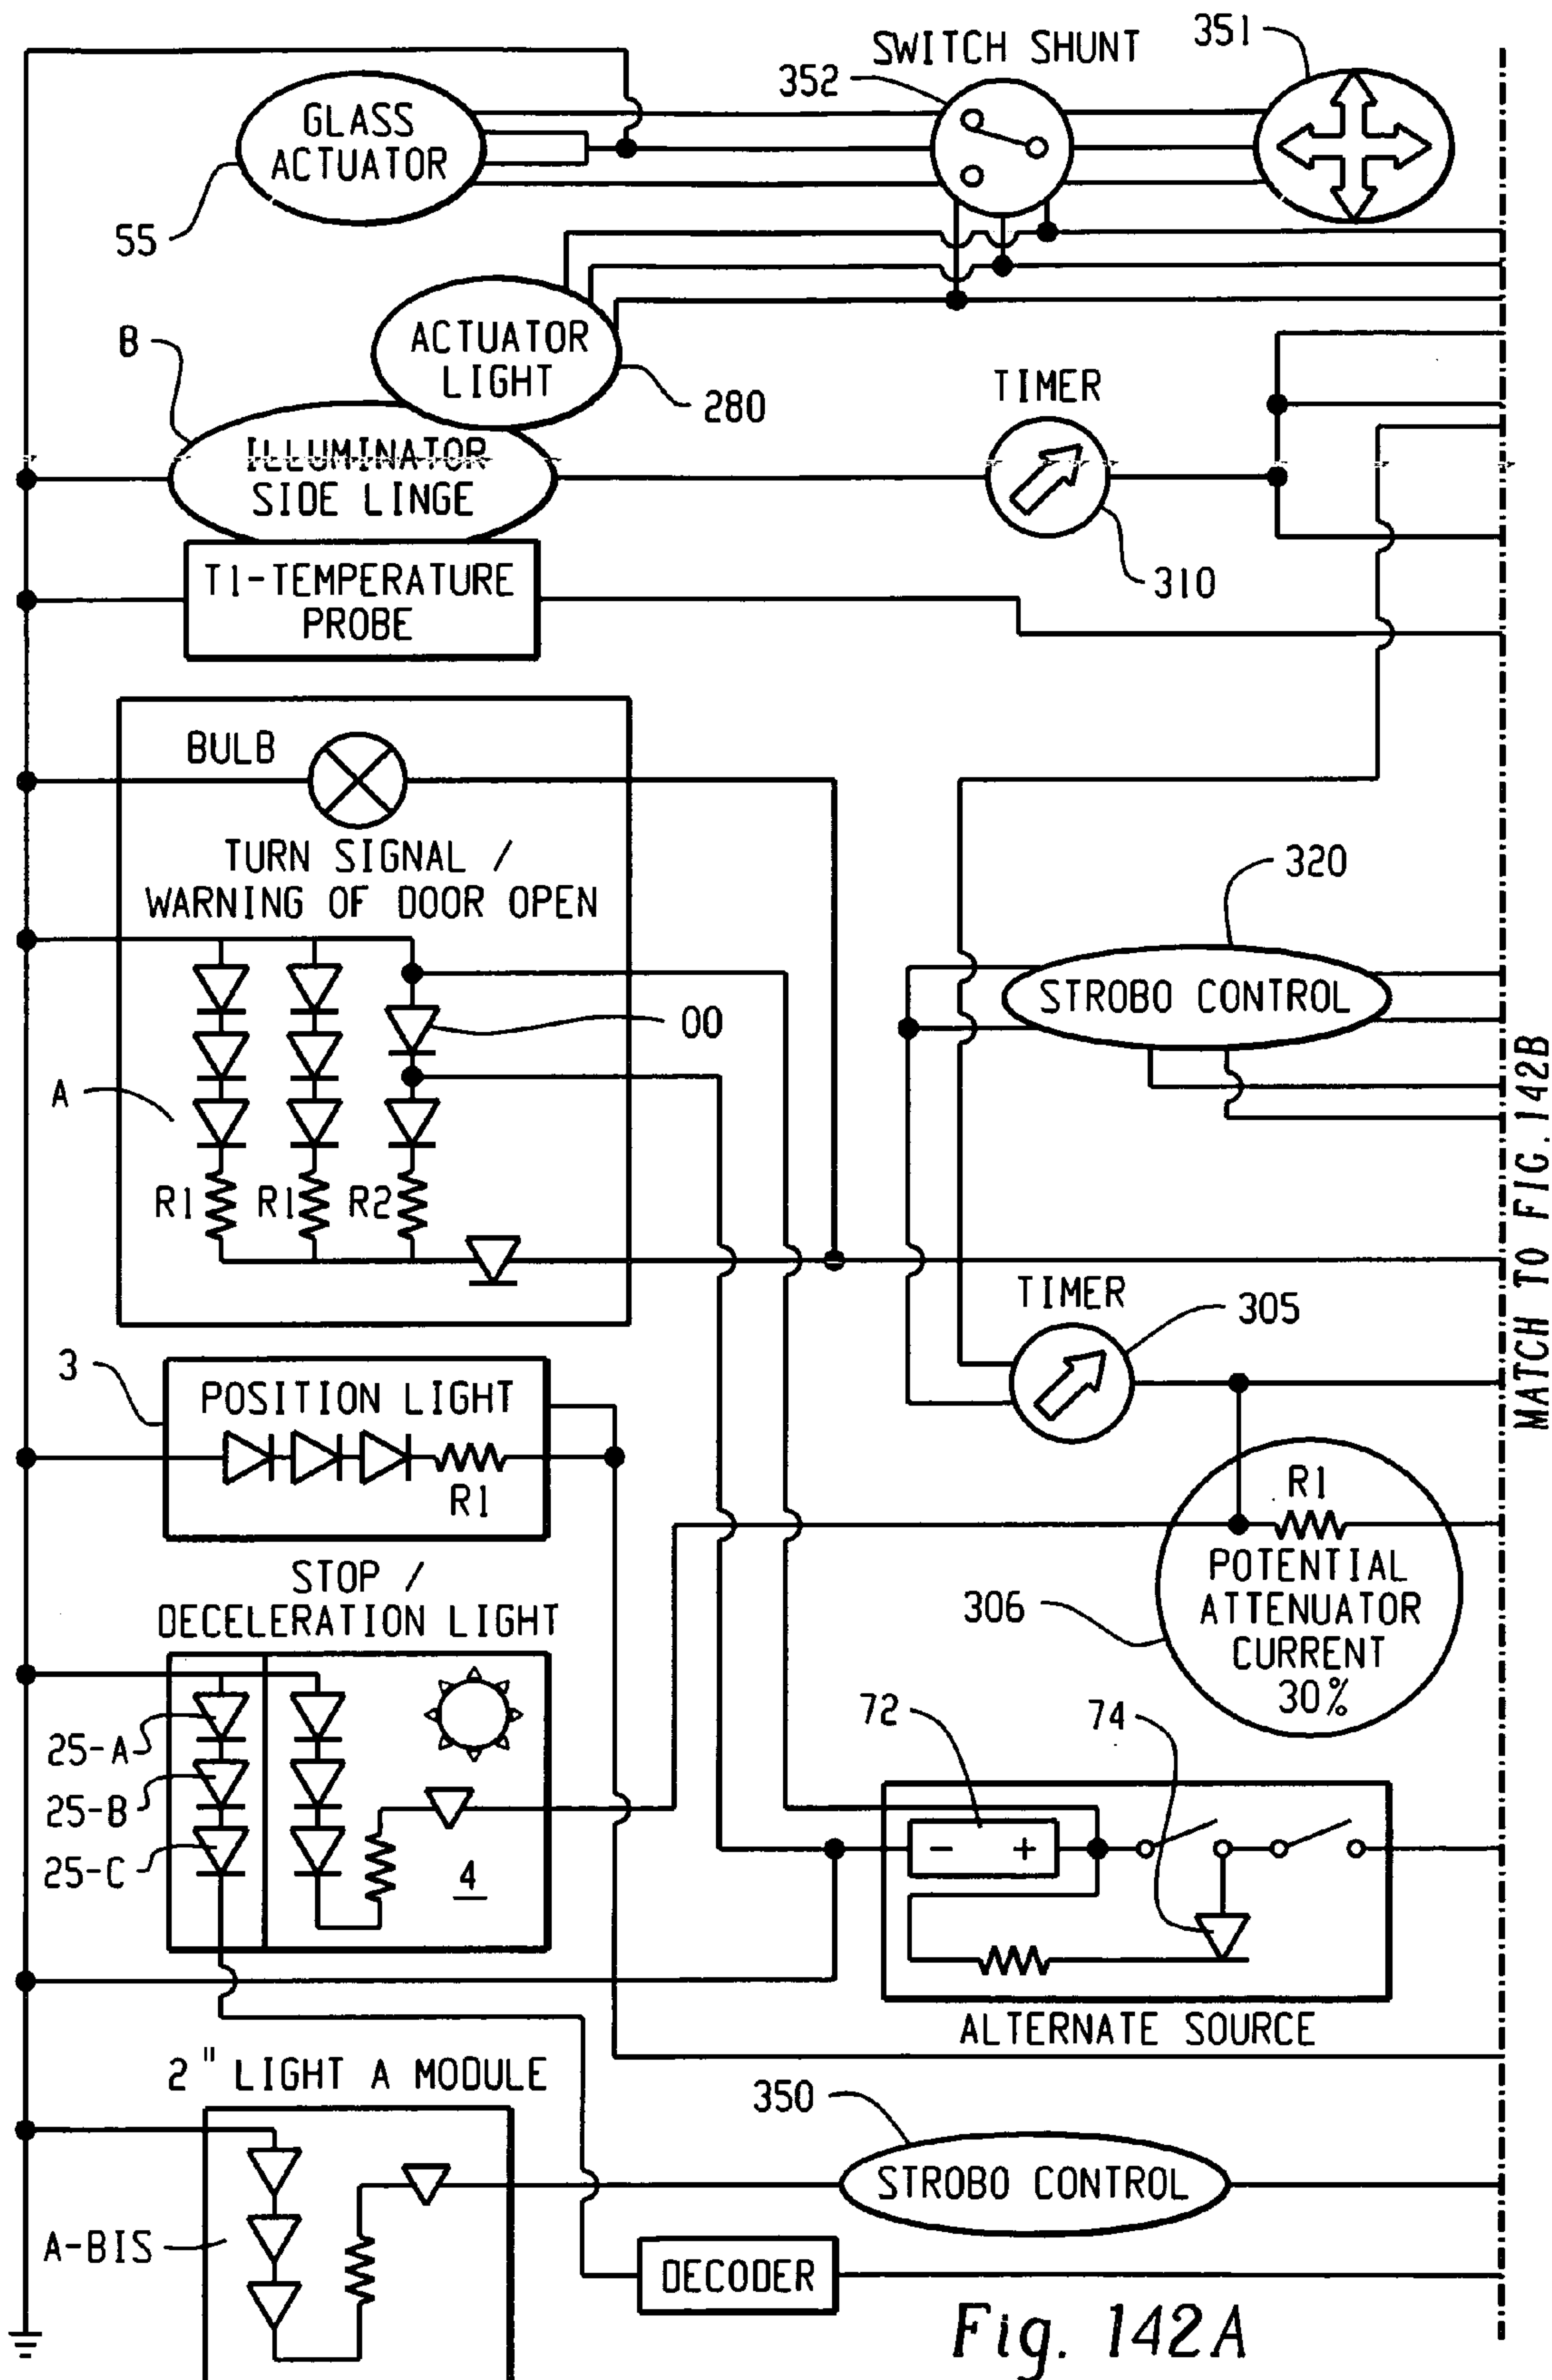 SWITCH SHUNT
351
352
GLASS
ACTUATOR
55
B
ACTUATOR
LIGHT
280
TIMER
ILLUMINATOR
SIDE LINGE
310
T1-TEMPERATURE
PROBE
BULB
TURN SIGNAL /
WARNING OF DOOR OPEN
320
STROBO CONTROL
OO
A
R1
R1
R2
MATCH TO FIG. 142B
TIMER
305
3
POSITION LIGHT
R1
R1
POTENTIAL
ATTENUATOR
CURRENT
30%
306
STOP /
DECELERATION LIGHT
72
74
25-A
25-B
25-C
4
- +
ALTERNATE SOURCE
2" LIGHT A MODULE
350
STROBO CONTROL
A-BIS
DECODER
Fig. 142A